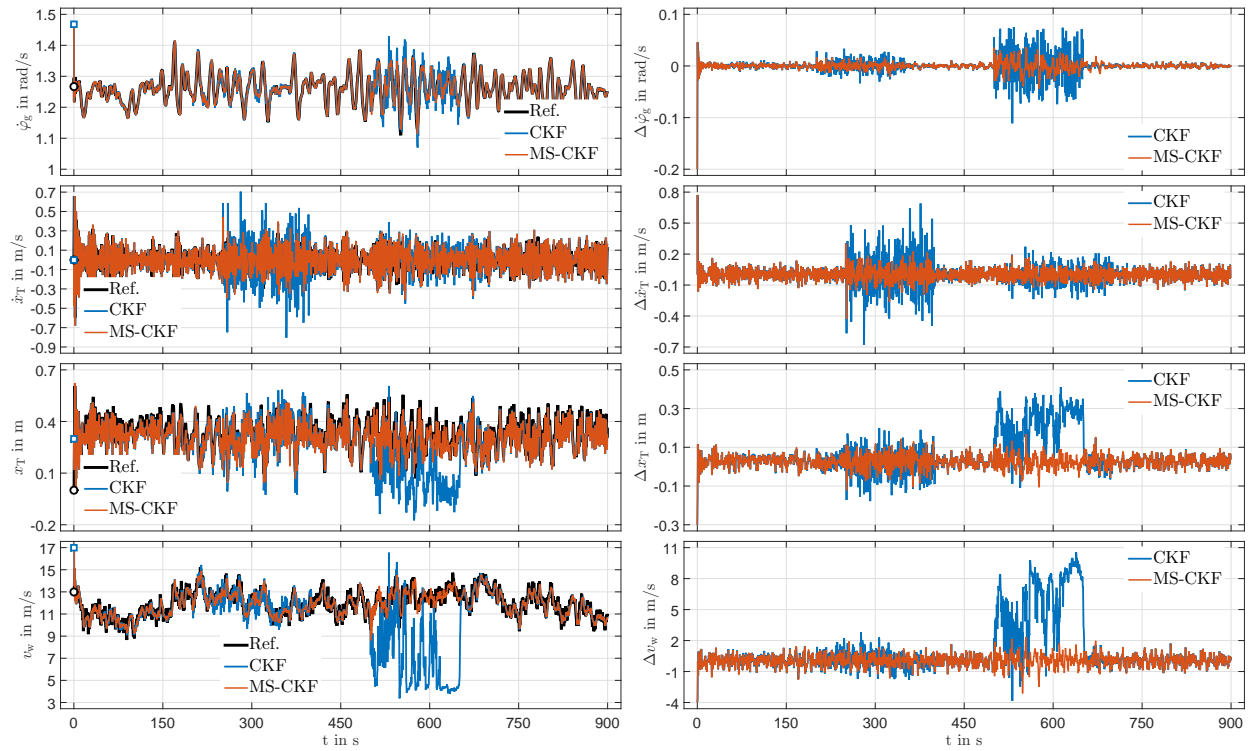 1.5
1.4
1.3
1.2
1.1
1
φ̇g in rad/s
Ref.
CKF
MS-CKF
0.1
0
-0.1
-0.2
Δφ̇g in rad/s
CKF
MS-CKF
0.7
0.5
0.3
0.1
-0.1
-0.3
-0.5
-0.7
-0.9
ẋT in m/s
Ref.
CKF
MS-CKF
0.8
0.5
0.2
-0.1
-0.4
-0.7
ΔẋT in m/s
CKF
MS-CKF
0.7
0.4
0.1
-0.2
xT in m
Ref.
CKF
MS-CKF
0.5
0.3
0.1
-0.1
-0.3
ΔxT in m
CKF
MS-CKF
17
15
13
11
9
7
5
3
vw in m/s
Ref.
CKF
MS-CKF
0 150 300 450 600 750 900
t in s
11
8
5
2
-1
-4
Δvw in m/s
CKF
MS-CKF
0 150 300 450 600 750 900
t in s